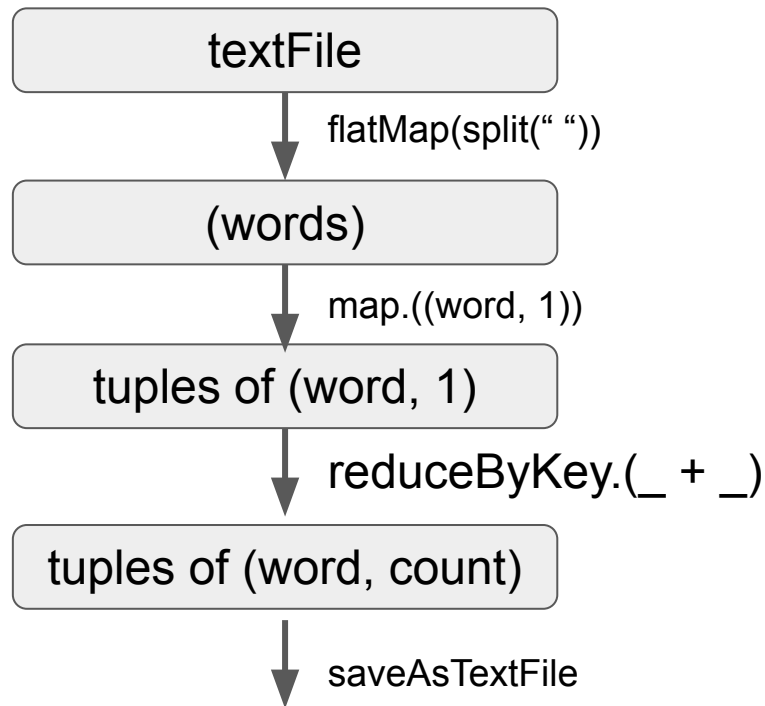 textFile
flatMap(split(“ “))
(words)
map.((word, 1))
tuples of (word, 1)
reduceByKey.(_ + _)
tuples of (word, count)
saveAsTextFile